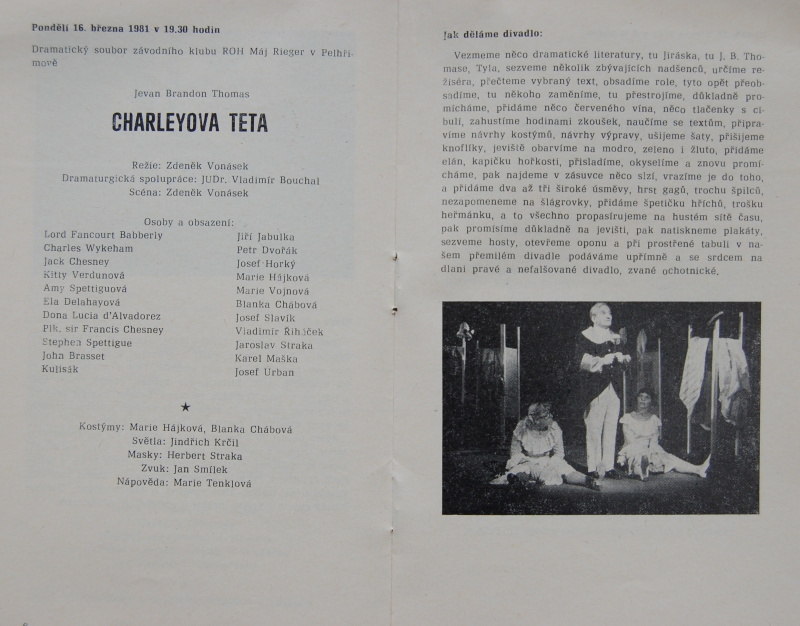 Pondělí 16. března 1981 v 19.30 hodin
Dramatický soubor závodního klubu ROH Máj Rieger v Pelhři-
mově
Jevan Brandon Thomas
CHARLEYOVA TETA
Režie: Zdeněk Vonásek
Dramaturgická spolupráce: JUDr. Vladimír Bouchal
Scéna: Zdeněk Vonásek
Osoby a obsazení:
Lord Fancourt Babberly Jiří Jabulka
Charles Wykeham Petr Dvořák
Jack Chesney Josef Horký
Kitty Verdunová Marie Hájková
Amy Spettiguová Marie Vojnová
Ela Delahayová Blanka Chábová
Dona Lucia d'Alvadorez Josef Slavík
Plk. sir Francis Chesney Vladimír Řiháček
Stephen Spettigue Jaroslav Straka
John Brasset Karel Maška
Kulisák Josef Urban
Kostýmy: Marie Hájková, Blanka Chábová
Světla: Jindřich Krčil
Masky: Herbert Straka
Zvuk: Jan Smílek
Nápověda: Marie Tenklová
Jak děláme divadlo:
Vezmeme něco dramatické literatury, tu Jiráska, tu J. B. Tho-
mase, Tyla, sezveme několik zbývajících nadšenců, určíme re-
žiséra, přečteme vybraný text, obsadíme role, tyto opět přeob-
sadíme, tu někoho zaměníme, tu přestrojíme, důkladně pro-
mícháme, přidáme něco červeného vína, něco tlačenky s ci-
bulí, zahustíme hodinami zkoušek, naučíme se textům, připra-
víme návrhy kostýmů, návrhy výpravy, ušijeme šaty, přišijeme
knoflíky, jeviště obarvíme na modro, zeleno i žluto, přidáme
elán, kapičku hořkosti, přisladíme, okyselíme a znovu promí-
cháme, pak najdeme v zásuvce něco slzí, vrazíme je do toho,
a přidáme dva až tři široké úsměvy, hrst gagů, trochu špílců,
nezapomeneme na šlágrovky, přidáme špetičku hříchů, trošku
heřmánku, a to všechno propasírujeme na hustém sítě času,
pak promísíme důkladně na jevišti, pak natiskneme plakáty,
sezveme hosty, otevřeme oponu a při prostřené tabuli v na-
šem přemilém divadle podáváme upřímně a se srdcem na
dlani pravé a nefalšované divadlo, zvané ochotnické.